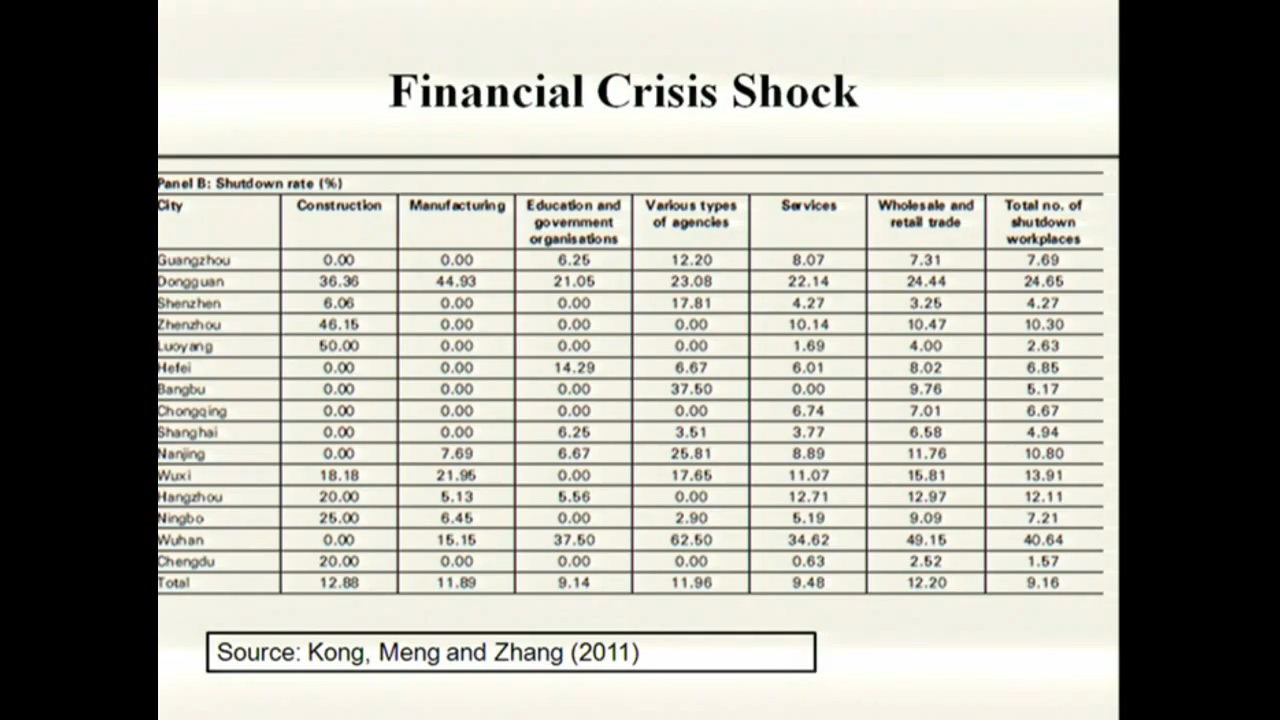 Financial Crisis Shock
Panel B: Shutdown rate (%)
City Construction Manufacturing Education and government organisations Various types of agencies Services Wholesale and retail trade Total no. of shutdown workplaces
Guangzhou 0.00 0.00 6.25 12.20 8.07 7.31 7.69
Dongguan 36.36 44.93 21.05 23.08 22.14 24.44 24.65
Shenzhen 6.06 0.00 0.00 17.81 4.27 3.25 4.27
Zhenzhou 46.15 0.00 0.00 0.00 10.14 10.47 10.30
Luoyang 50.00 0.00 0.00 0.00 1.69 4.00 2.63
Hefei 0.00 0.00 14.29 6.67 6.01 8.02 6.85
Bangbu 0.00 0.00 0.00 37.50 0.00 9.76 5.17
Chongqing 0.00 0.00 0.00 0.00 6.74 7.01 6.67
Shanghai 0.00 0.00 6.25 3.51 3.77 6.58 4.94
Nanjing 0.00 7.69 6.67 25.81 8.89 11.76 10.80
Wuxi 18.18 21.95 0.00 17.65 11.07 15.81 13.91
Hangzhou 20.00 5.13 5.56 0.00 12.71 12.97 12.11
Ningbo 25.00 6.45 0.00 2.90 5.19 9.09 7.21
Wuhan 0.00 15.15 37.50 62.50 34.62 49.15 40.64
Chengdu 20.00 0.00 0.00 0.00 0.63 2.52 1.57
Total 12.88 11.89 9.14 11.96 9.48 12.20 9.16
Source: Kong, Meng and Zhang (2011)